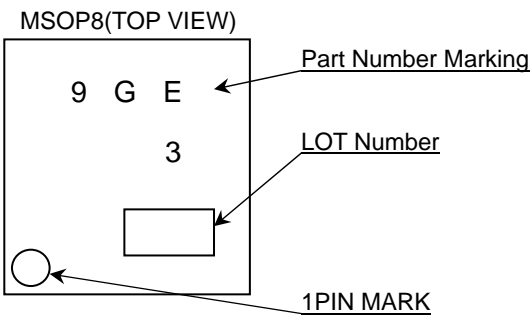 MSOP8(TOP VIEW)
Part Number Marking
9 G E
3
LOT Number
1PIN MARK